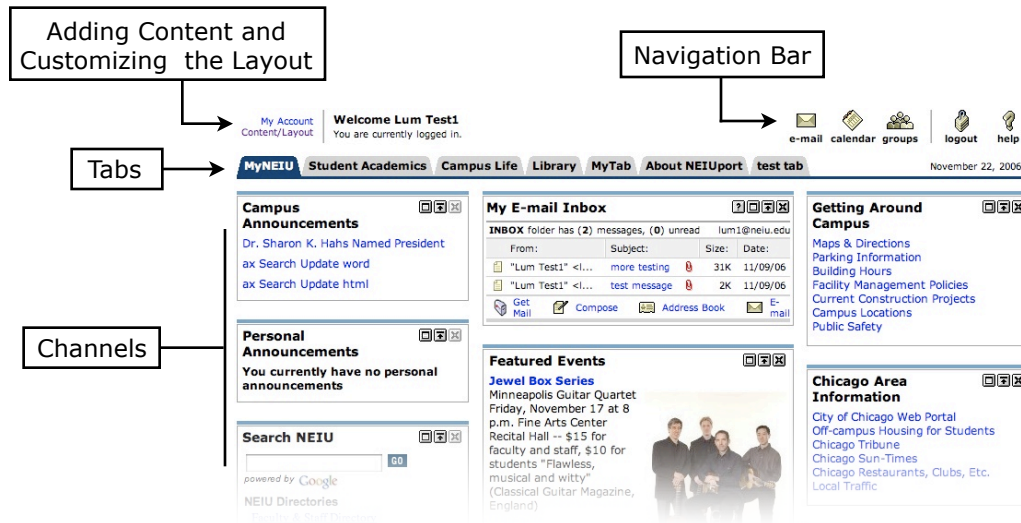 Adding Content and
Customizing the Layout
Navigation Bar
My Account
Content/Layout
Welcome Lum Test1
You are currently logged in.
e-mail calendar groups logout help
Tabs
MyNEIU Student Academics Campus Life Library MyTab About NEIUport test tab
November 22, 2006
Channels
Campus
Announcements
Dr. Sharon K. Hahs Named President
ax Search Update word
ax Search Update html
Personal
Announcements
You currently have no personal
announcements
Search NEIU
GO
powered by Google
NEIU Directories
Faculty & Staff Directory
My E-mail Inbox
INBOX folder has (2) messages, (0) unread lum1@neiu.edu
From: Subject: Size: Date:
"Lum Test1" <l... more testing 31K 11/09/06
"Lum Test1" <l... test message 2K 11/09/06
Get
Mail
Compose
Address Book
E-
mail
Featured Events
Jewel Box Series
Minneapolis Guitar Quartet
Friday, November 17 at 8
p.m. Fine Arts Center
Recital Hall -- $15 for
faculty and staff, $10 for
students "Flawless,
musical and witty"
(Classical Guitar Magazine,
England)
Getting Around
Campus
Maps & Directions
Parking Information
Building Hours
Facility Management Policies
Current Construction Projects
Campus Locations
Public Safety
Chicago Area
Information
City of Chicago Web Portal
Off-campus Housing for Students
Chicago Tribune
Chicago Sun-Times
Chicago Restaurants, Clubs, Etc.
Local Traffic